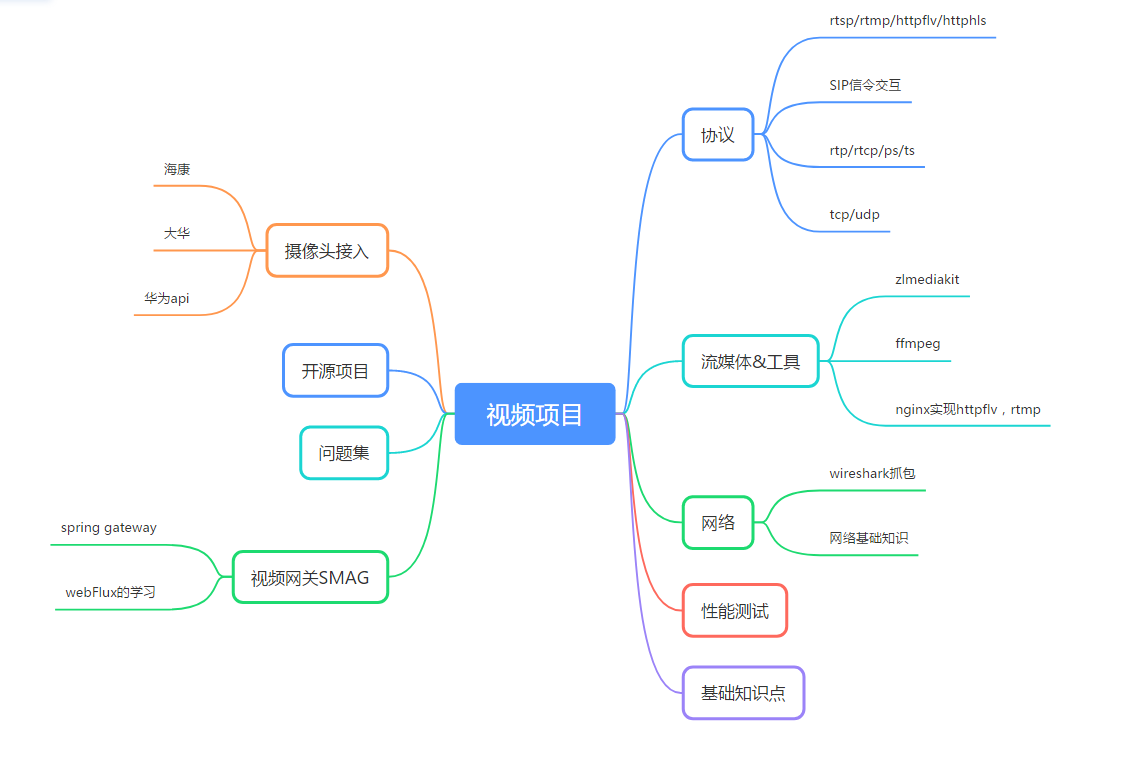 视频项目
协议
rtsp/rtmp/httpflv/httphls
SIP信令交互
rtp/rtcp/ps/ts
tcp/udp
流媒体&工具
zlmediakit
ffmpeg
nginx实现httpflv，rtmp
网络
wireshark抓包
网络基础知识
性能测试
基础知识点
摄像头接入
海康
大华
华为api
开源项目
问题集
视频网关SMAG
spring gateway
webFlux的学习